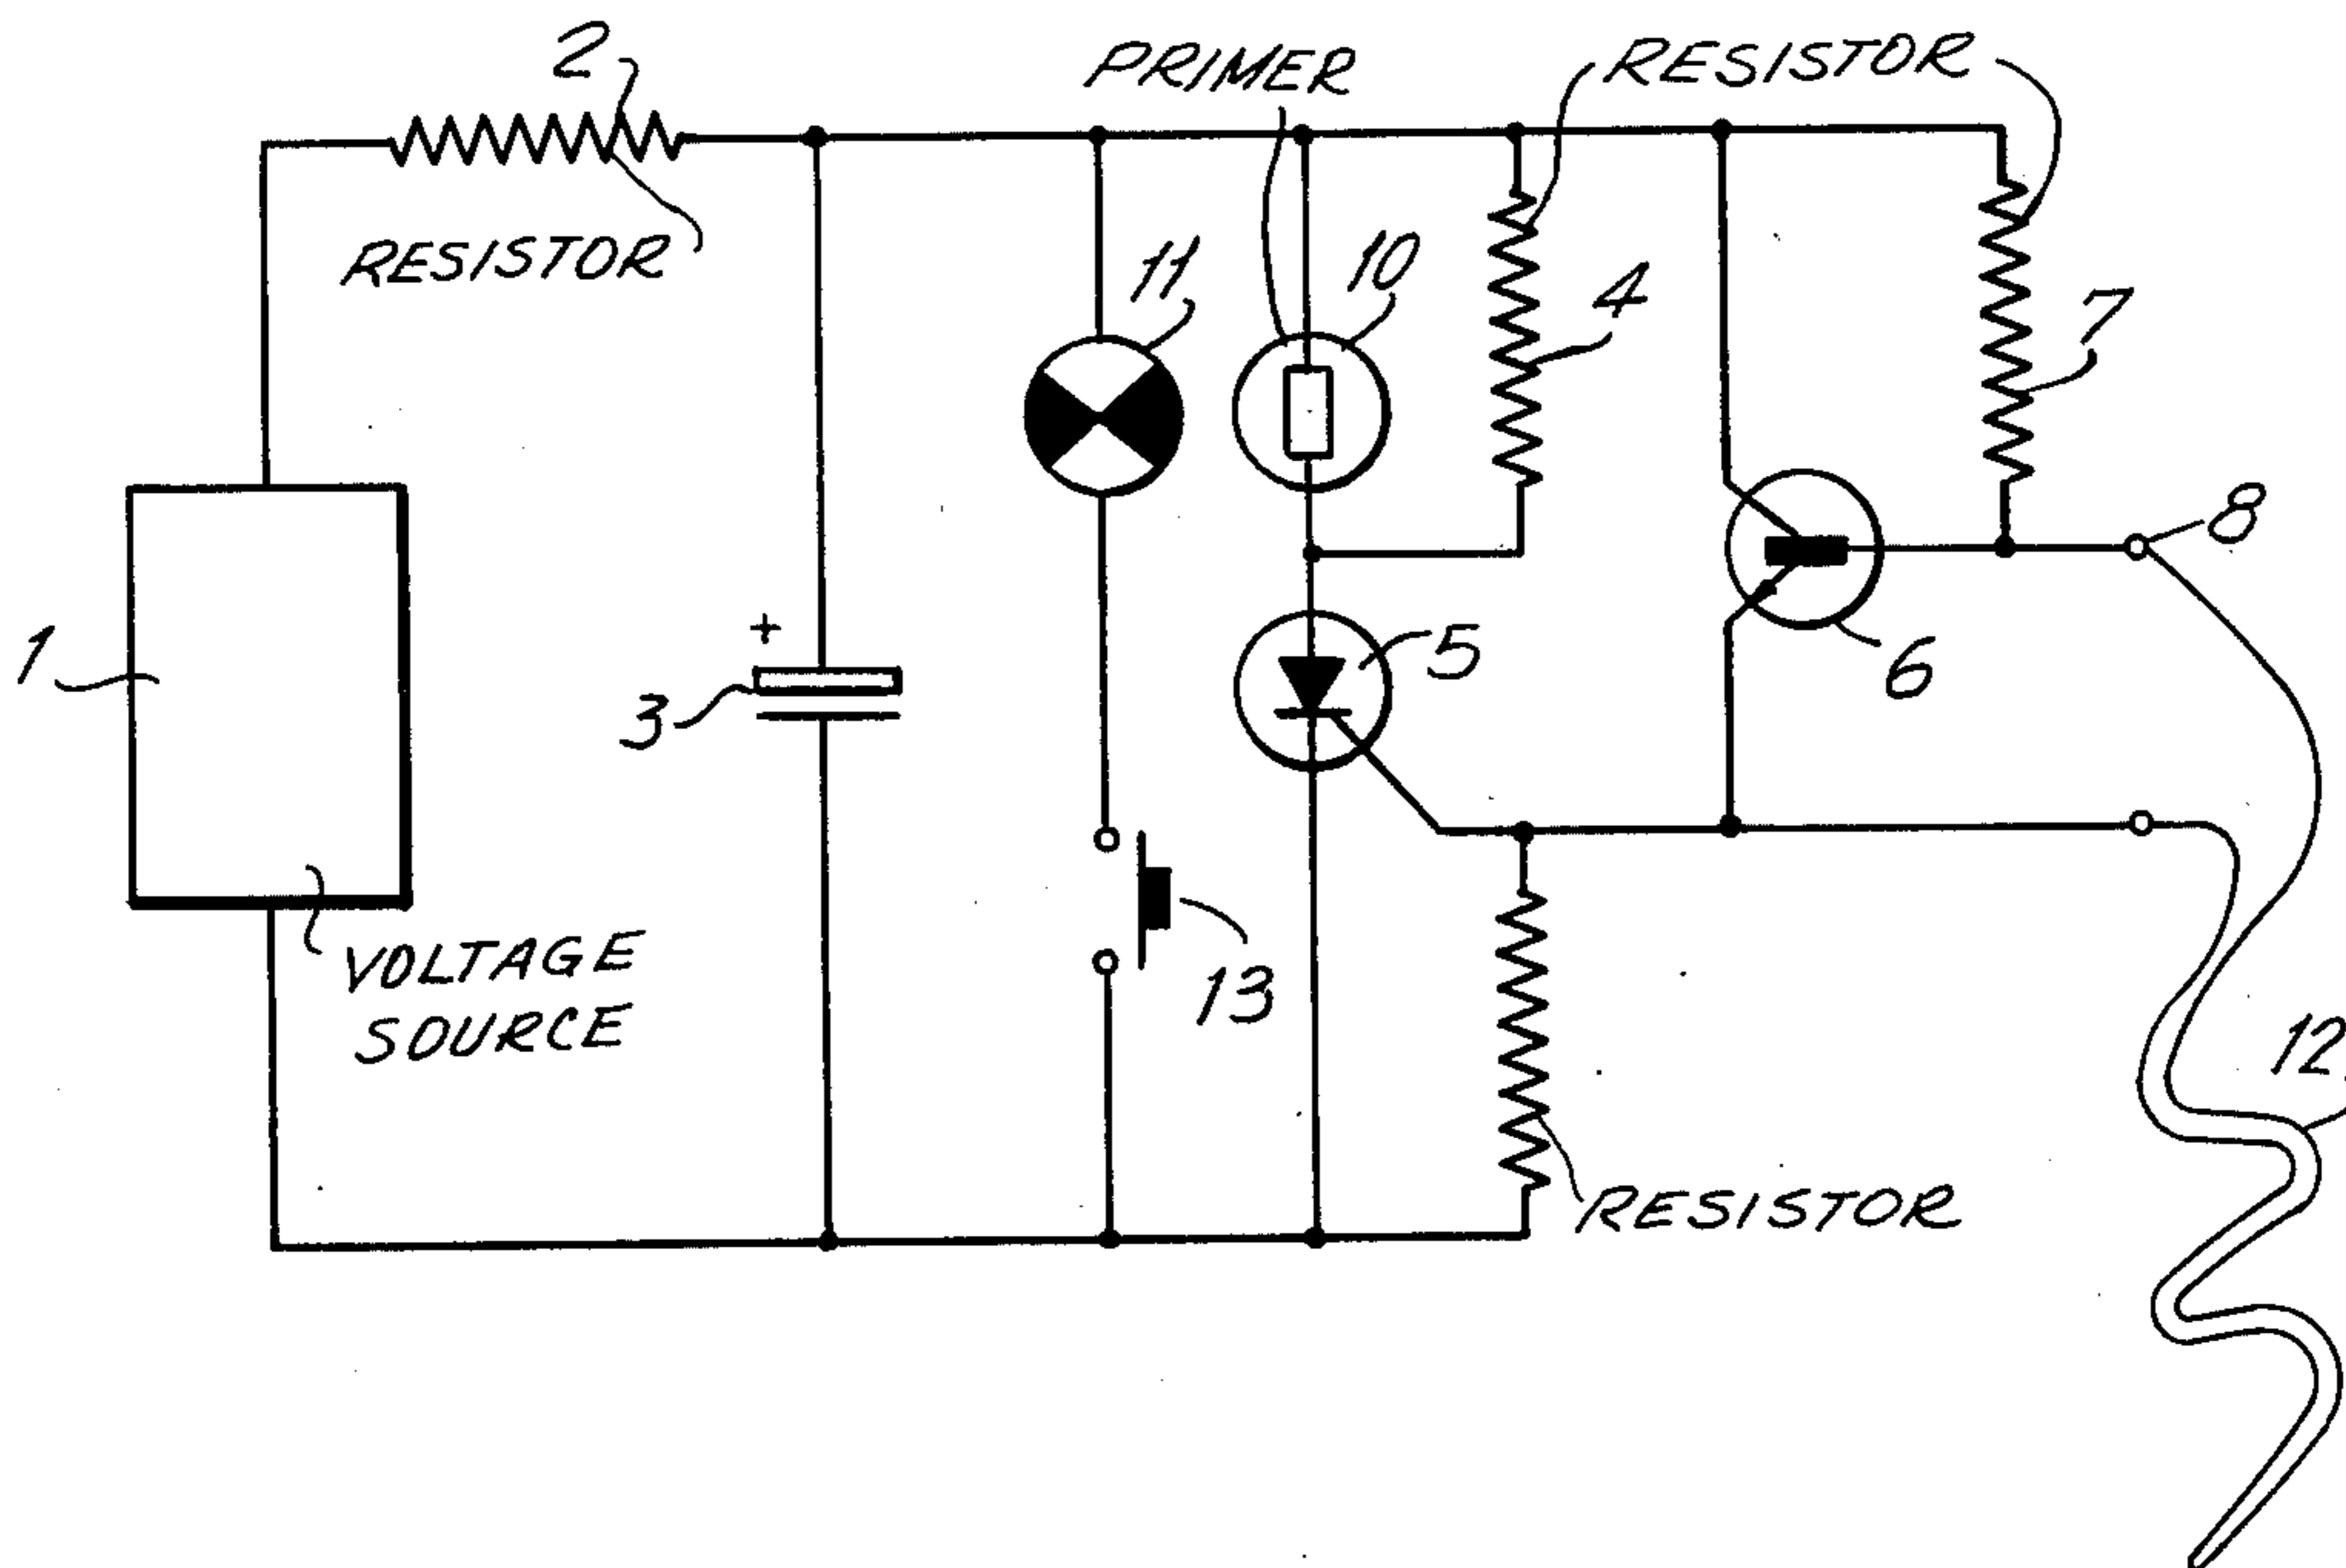 2
PRIMER
RESISTOR
RESISTOR
11
10
4
7
8
1
+
3
5
6
VOLTAGE
SOURCE
13
12
RESISTOR